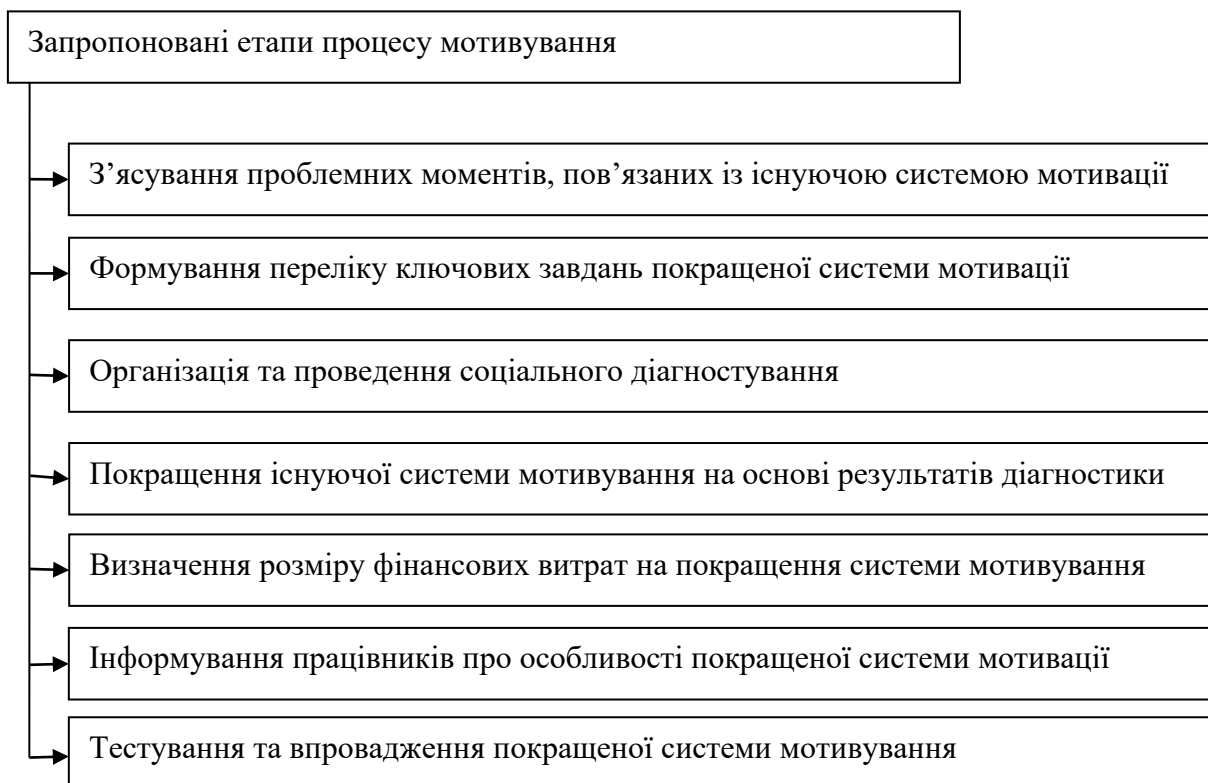 Запропоновані етапи процесу мотивування
З’ясування проблемних моментів, пов’язаних із існуючою системою мотивації
Формування переліку ключових завдань покращеної системи мотивації
Організація та проведення соціального діагностування
Покращення існуючої системи мотивування на основі результатів діагностики
Визначення розміру фінансових витрат на покращення системи мотивування
Інформування працівників про особливості покращеної системи мотивації
Тестування та впровадження покращеної системи мотивування